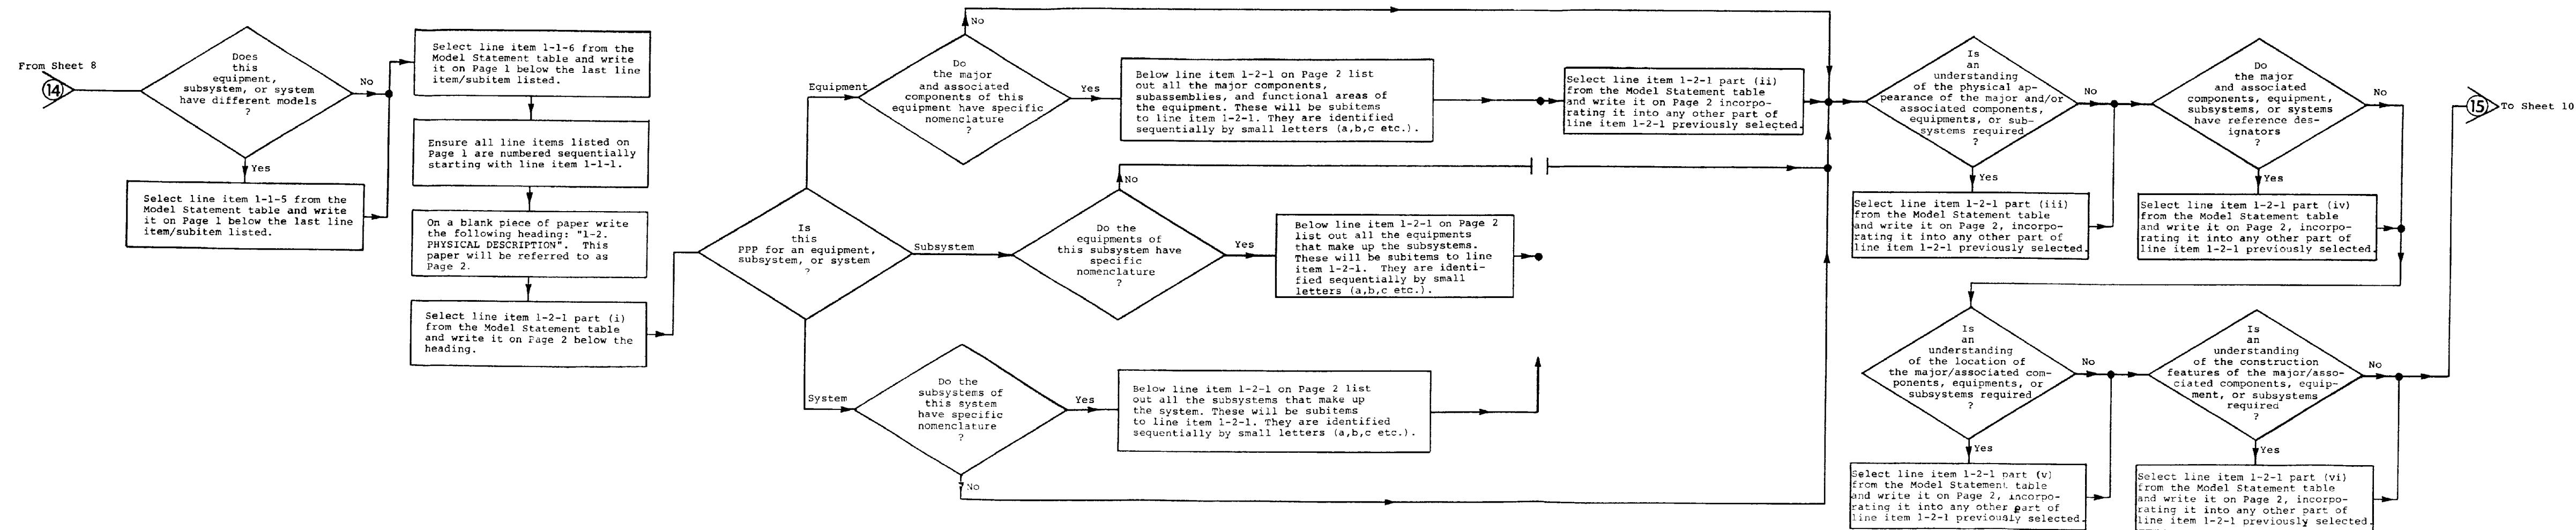 From Sheet 8
14
Does
this
equipment,
subsystem, or system
have different models
?
No
Yes
Select line item 1-1-5 from the
Model Statement table and write
it on Page 1 below the last line
item/subitem listed.
Select line item 1-1-6 from the
Model Statement table and write
it on Page 1 below the last line
item/subitem listed.
Ensure all line items listed on
Page 1 are numbered sequentially
starting with line item 1-1-1.
On a blank piece of paper write
the following heading: "1-2.
PHYSICAL DESCRIPTION". This
paper will be referred to as
Page 2.
Select line item 1-2-1 part (i)
from the Model Statement table
and write it on Page 2 below the
heading.
Is
this
PPP for an equipment,
subsystem, or system
?
Equipment
Subsystem
System
No
Do
the major
and associated
components of this
equipment have specific
nomenclature
?
Yes
Below line item 1-2-1 on Page 2 list
out all the major components,
subassemblies, and functional areas of
the equipment. These will be subitems
to line item 1-2-1. They are identified
sequentially by small letters (a,b,c etc.).
Select line item 1-2-1 part (ii)
from the Model Statement table
and write it on Page 2 incorpo-
rating it into any other part of
line item 1-2-1 previously selected.
No
Do the
equipments of
this subsystem have
specific
nomenclature
?
Yes
Below line item 1-2-1 on Page 2
list out all the equipments
that make up the subsystems.
These will be subitems to line
item 1-2-1. They are identi-
fied sequentially by small
letters (a,b,c etc.).
Do the
subsystems of
this system
have specific
nomenclature
?
Yes
No
Below line item 1-2-1 on Page 2 list
out all the subsystems that make up
the system. These will be subitems
to line item 1-2-1. They are identified
sequentially by small letters (a,b,c etc.).
Is
an
understanding
of the physical ap-
pearance of the major and/or
associated components,
equipments, or sub-
systems required
?
No
Yes
Select line item 1-2-1 part (iii)
from the Model Statement table
and write it on Page 2, incorpo-
rating it into any other part of
line item 1-2-1 previously selected.
Do
the major
and associated
components, equipment,
subsystems, or systems
have reference des-
ignators
?
No
Yes
Select line item 1-2-1 part (iv)
from the Model Statement table
and write it on Page 2, incorpo-
rating it into any other part of
line item 1-2-1 previously selected.
Is
an
understanding
of the location of
the major/associated com-
ponents, equipments, or
subsystems required
?
No
Yes
Select line item 1-2-1 part (v)
from the Model Statement table
and write it on Page 2, incorpo-
rating it into any other part of
line item 1-2-1 previously selected.
Is
an
understanding
of the construction
features of the major/asso-
ciated components, equip-
ment, or subsystems
required
?
No
Yes
Select line item 1-2-1 part (vi)
from the Model Statement table
and write it on Page 2, incorpo-
rating it into any other part of
line item 1-2-1 previously selected.
15
To Sheet 10